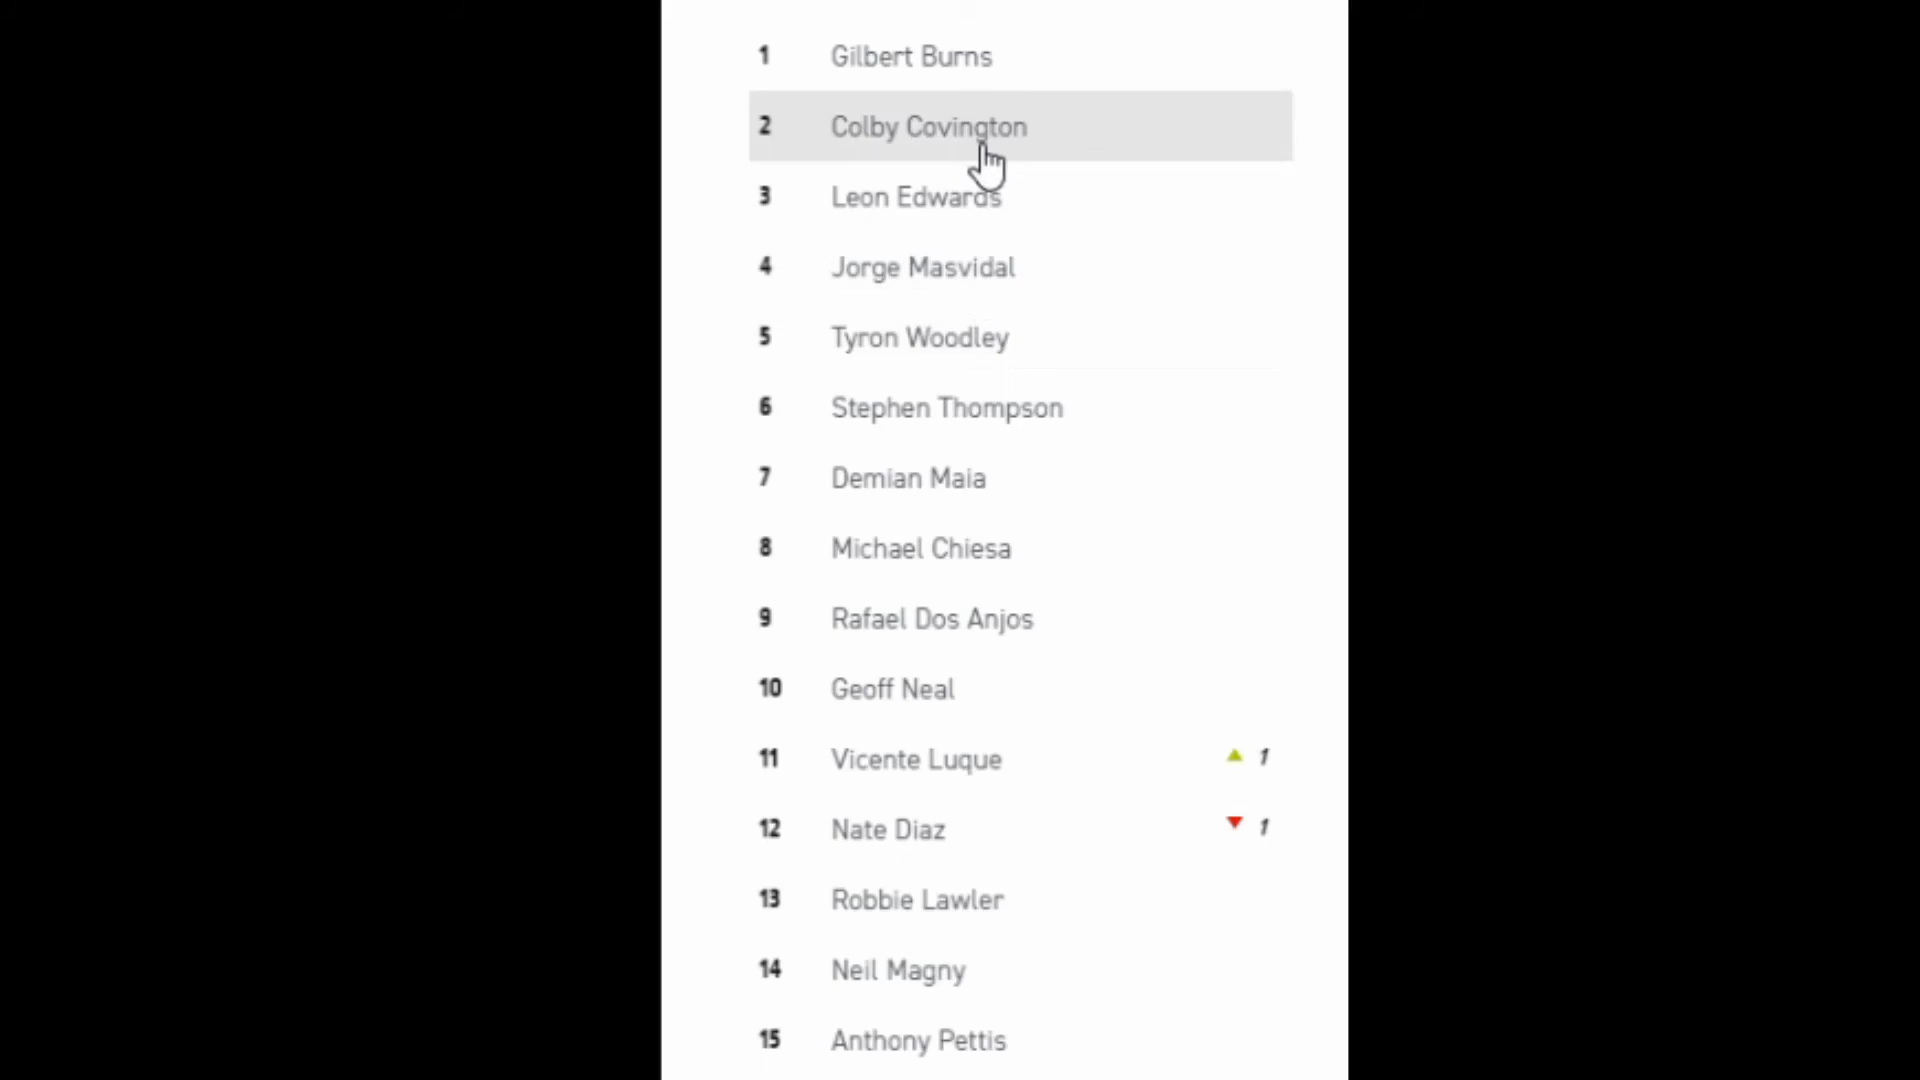 1 Gilbert Burns
2 Colby Covington
3 Leon Edwards
4 Jorge Masvidal
5 Tyron Woodley
6 Stephen Thompson
7 Demian Maia
8 Michael Chiesa
9 Rafael Dos Anjos
10 Geoff Neal
11 Vicente Luque ▲ 1
12 Nate Diaz ▼ 1
13 Robbie Lawler
14 Neil Magny
15 Anthony Pettis